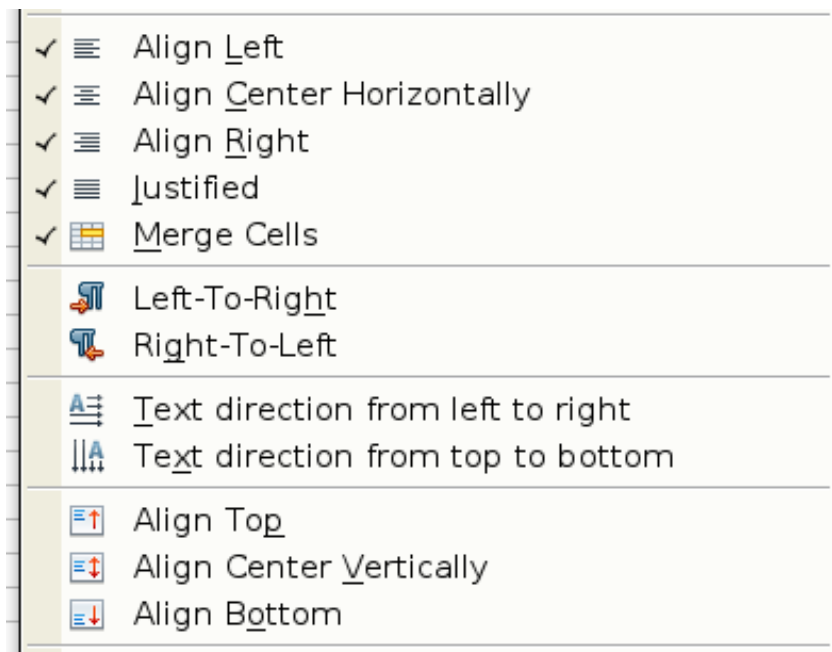 Align Left
Align Center Horizontally
Align Right
Justified
Merge Cells
Left-To-Right
Right-To-Left
Text direction from left to right
Text direction from top to bottom
Align Top
Align Center Vertically
Align Bottom